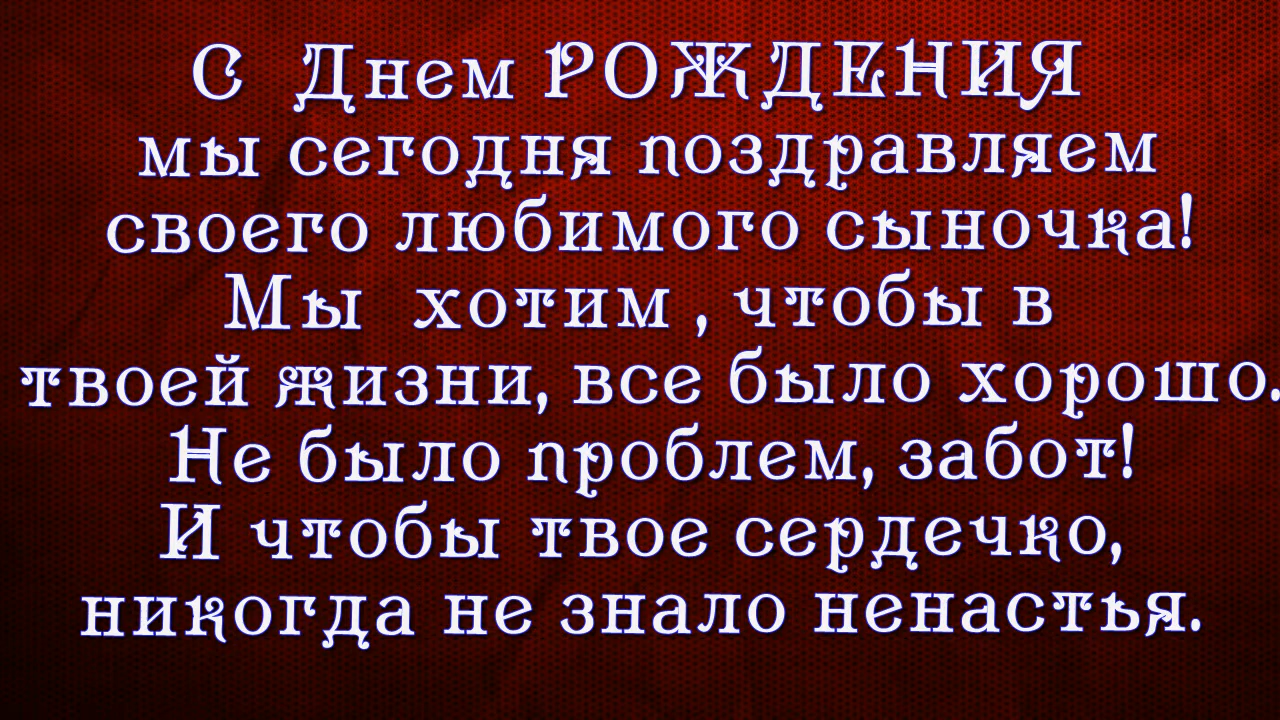 С Днем РОЖДЕНИЯ
мы сегодня поздравляем
своего любимого сыночка!
Мы хотим , чтобы в
твоей жизни, все было хорошо.
Не было проблем, забот!
И чтобы твое сердечко,
никогда не знало ненастья.